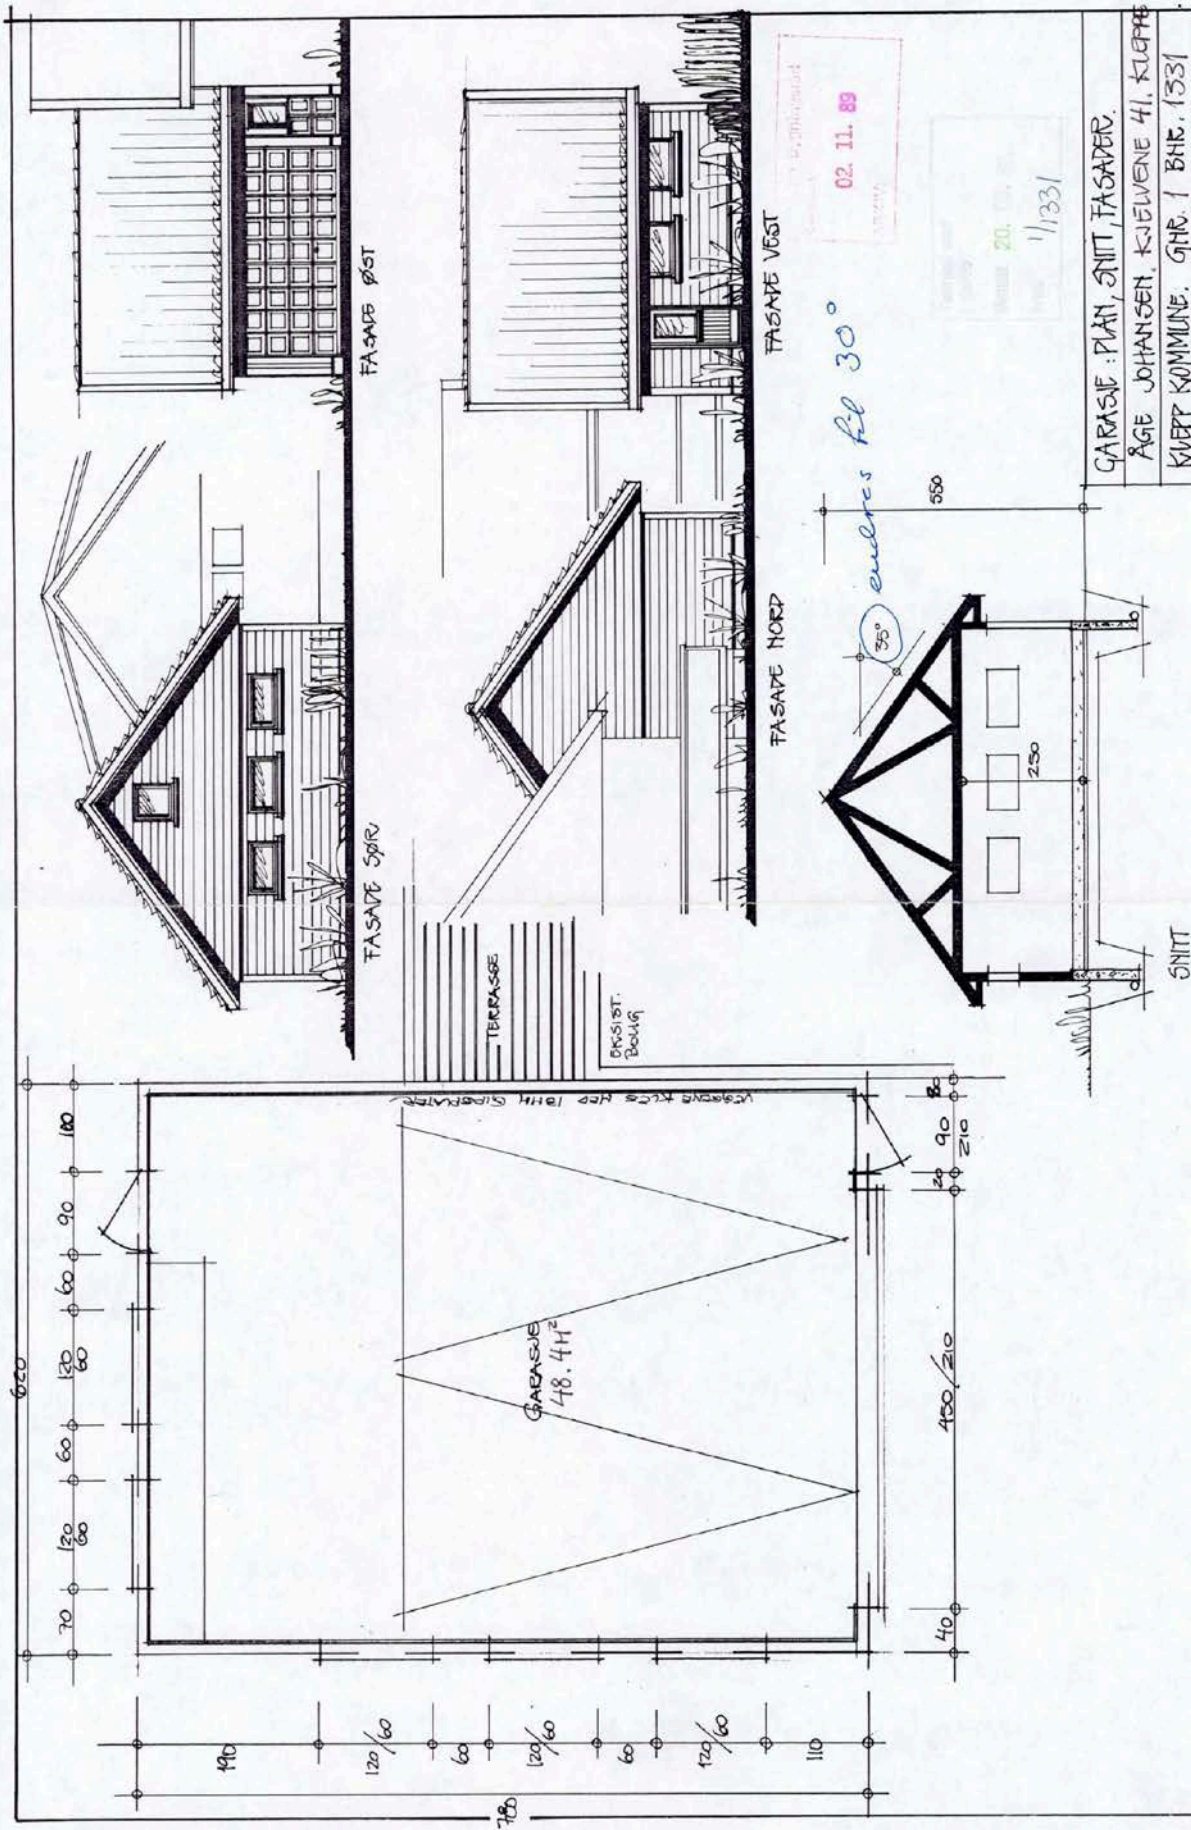 620
70
120
60
60
120
60
60
90
100
780
190
120/60
60
120/60
60
120/60
110
GARASJE
48.4 M²
TERRASSE
EKSIST.
BOLIG
40
450/210
20
90
210
FASADE SØR
FASADE ØST
FASADE NORD
FASADE VEST
02. 11. 89
20.
1/1331
35° endres til 30°
550
250
SNITT
GARASJE : PLAN, SNITT, FASADER.
ÅGE JOHANSEN. KJELVENE 41. KLEPPE
KLEPP KOMMUNE. GNR. 1 BNR. 1331